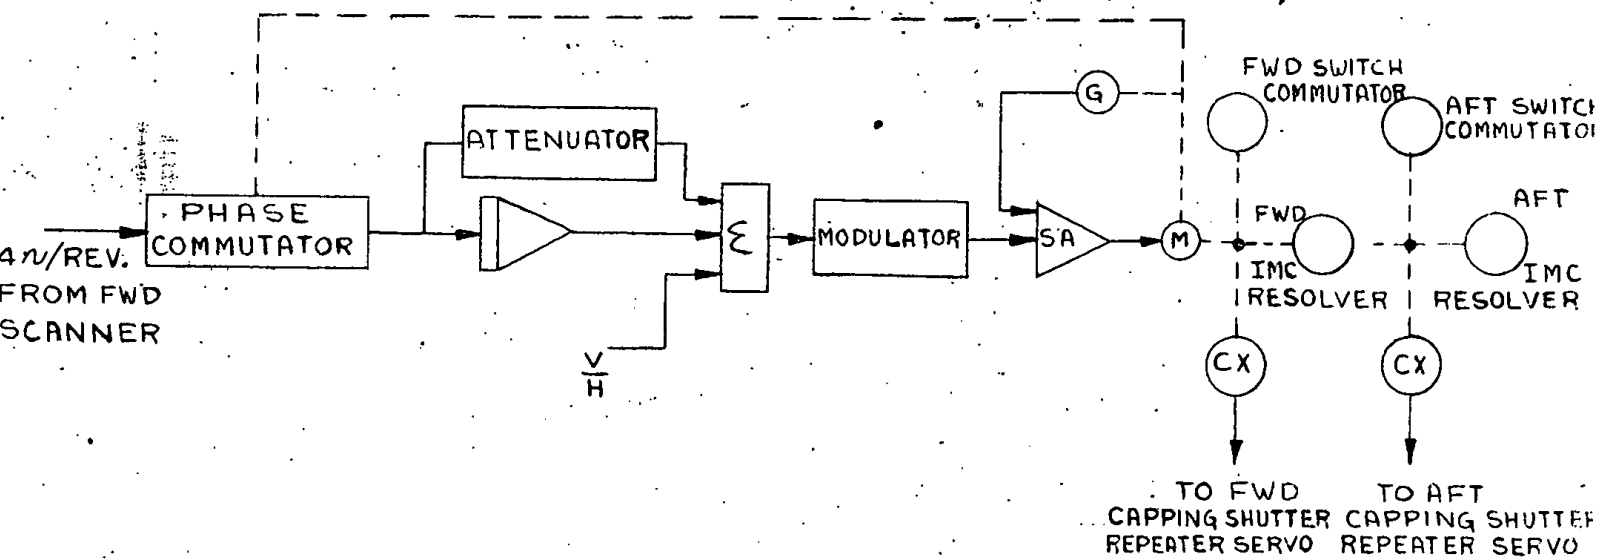 FWD SWITCH
COMMUTATOR
AFT SWITCH
COMMUTATOR
G
ATTENUATOR
PHASE
COMMUTATOR
4N/REV.
FROM FWD
SCANNER
Σ
MODULATOR
SA
M
FWD
IMC
RESOLVER
AFT
IMC
RESOLVER
V
H
CX
CX
TO FWD
CAPPING SHUTTER
REPEATER SERVO
TO AFT
CAPPING SHUTTER
REPEATER SERVO